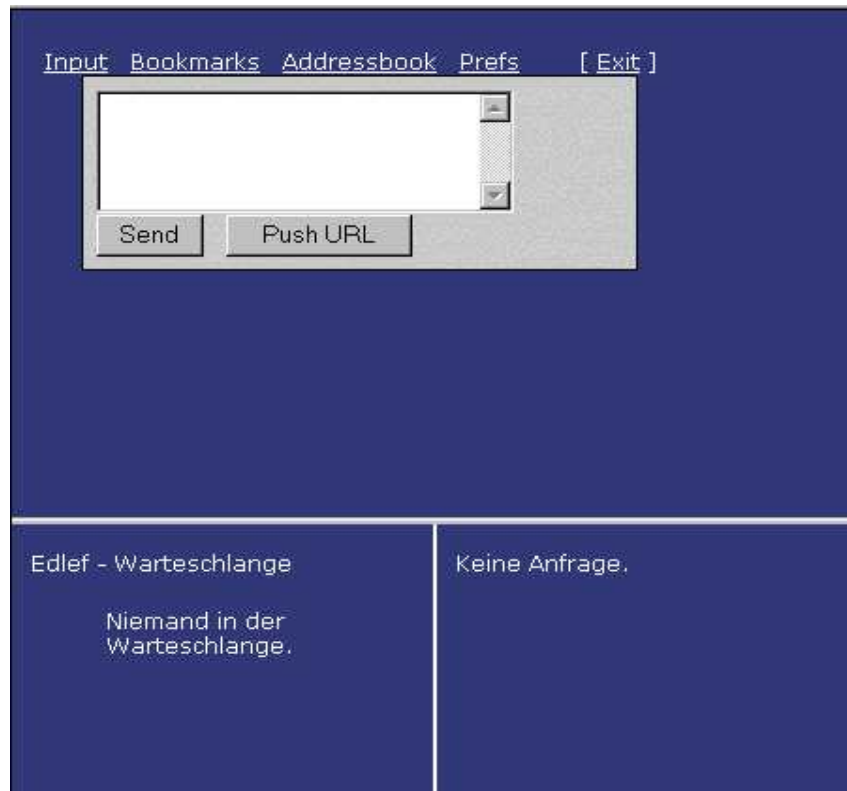 Input Bookmarks Addressbook Prefs [ Exit ]
Send Push URL
Edlef - Warteschlange
Niemand in der
Warteschlange.
Keine Anfrage.